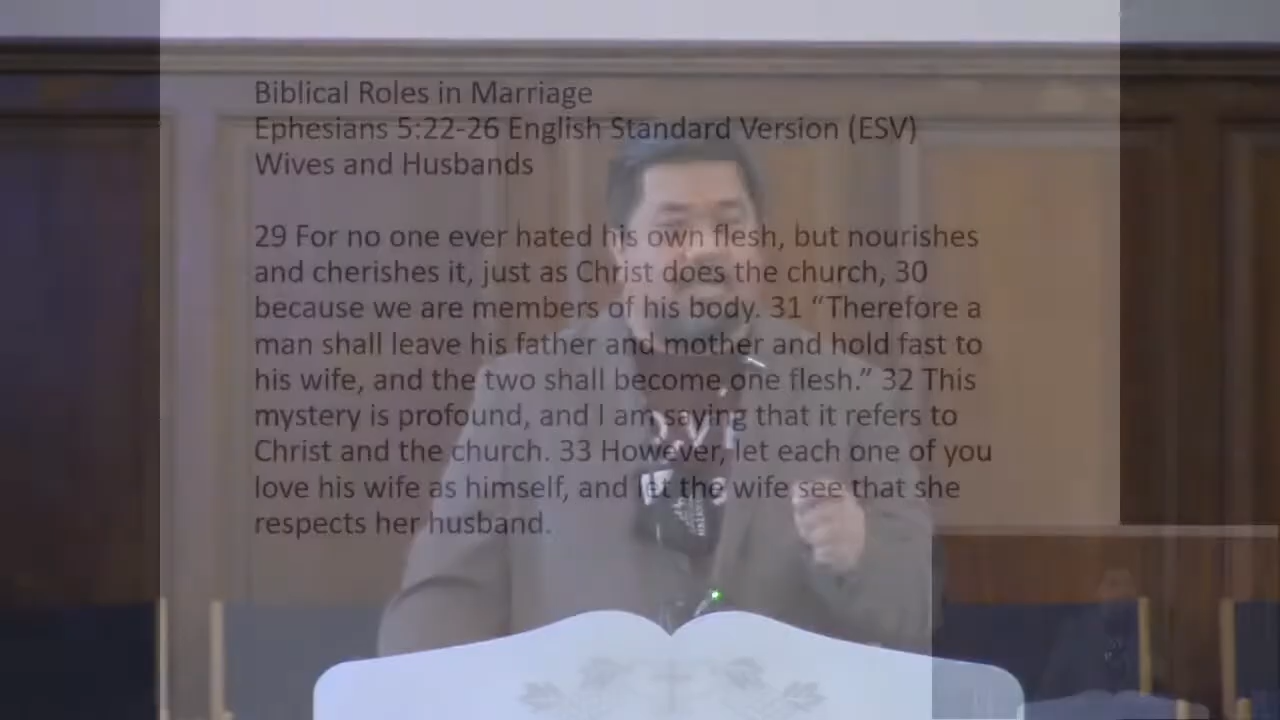 Biblical Roles in Marriage
Ephesians 5:22-26 English Standard Version (ESV)
Wives and Husbands
29 For no one ever hated his own flesh, but nourishes
and cherishes it, just as Christ does the church, 30
because we are members of his body. 31 “Therefore a
man shall leave his father and mother and hold fast to
his wife, and the two shall become one flesh.” 32 This
mystery is profound, and I am saying that it refers to
Christ and the church. 33 However, let each one of you
love his wife as himself, and let the wife see that she
respects her husband.